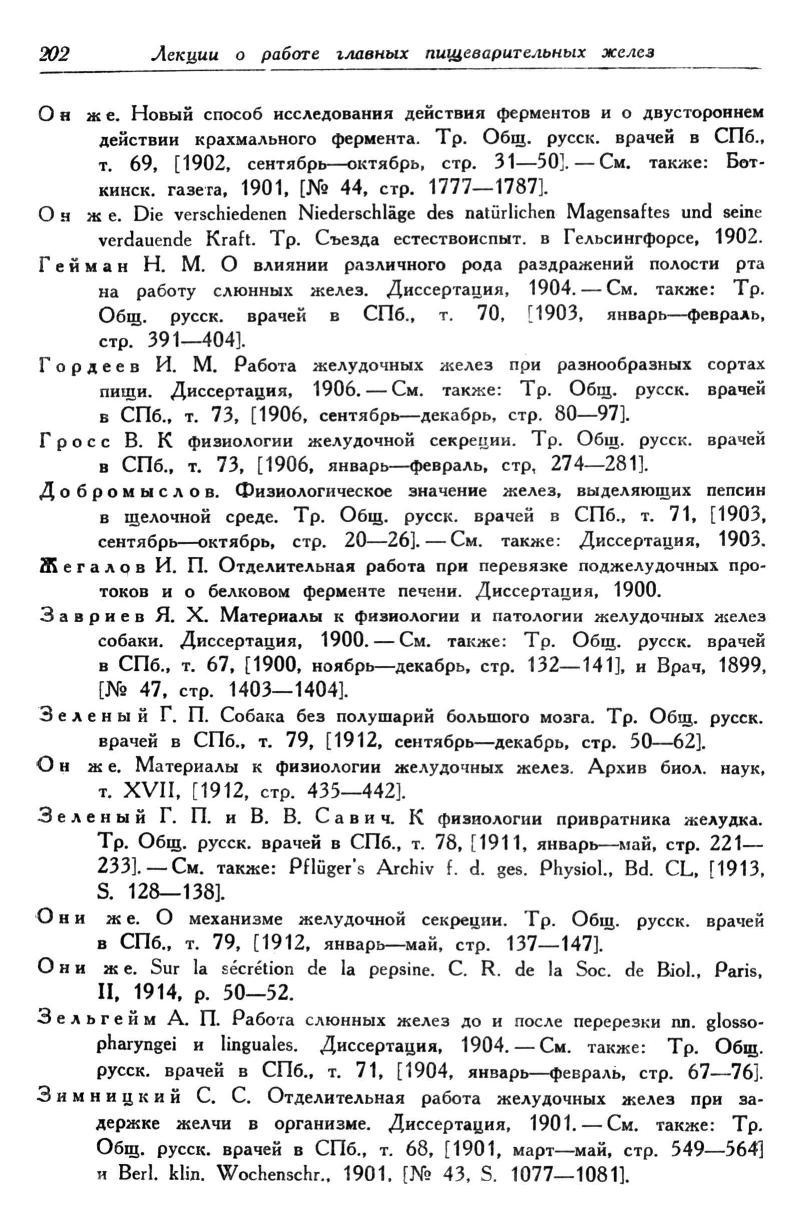 202 Лекции о работе главных пищеварительных желез
Он же. Новый способ исследования действия ферментов и о двустороннем
действии крахмального фермента. Тр. Общ. русск. врачей в СПб.,
т. 69, [1902, сентябрь—октябрь, стр. 31—50]. — См. также: Бот-
кинск. газета, 1901, [№ 44, стр. 1777—1787].
Он же. Die verschiedenen Niederschläge des natürlichen Magensaftes und seine
verdauende Kraft. Тр. Съезда естествоиспыт. в Гельсингфорсе, 1902.
Гейман Н. М. О влиянии различного рода раздражений полости рта
на работу слюнных желез. Диссертация, 1904. — См. также: Тр.
Общ. русск. врачей в СПб., т. 70, [1903, январь—февраль,
стр. 391—404].
Гордеев И. М. Работа желудочных желез при разнообразных сортах
пищи. Диссертация, 1906. — См. также: Тр. Общ. русск. врачей
в СПб., т. 73, [1906, сентябрь—декабрь, стр. 80—97].
Гросс В. К физиологии желудочной секреции. Тр. Общ. русск. врачей
в СПб., т. 73, [1906, январь—февраль, стр, 274—281].
Добромыслов. Физиологическое значение желез, выделяющих пепсин
в щелочной среде. Тр. Общ. русск. врачей в СПб., т. 71, [1903,
сентябрь—октябрь, стр. 20—26]. — См. также: Диссертация, 1903.
Жегалов И. П. Отделительная работа при перевязке поджелудочных про-
токов и о белковом ферменте печени. Диссертация, 1900.
Завриев Я. Х. Материалы к физиологии и патологии желудочных желез
собаки. Диссертация, 1900. — См. также: Тр. Общ. русск. врачей
в СПб., т. 67, [1900, ноябрь—декабрь, стр. 132—141], и Врач, 1899,
[№ 47, стр. 1403—1404].
Зеленый Г. П. Собака без полушарий большого мозга. Тр. Общ. русск.
врачей в СПб., т. 79, [1912, сентябрь—декабрь, стр. 50—62].
Он же. Материалы к физиологии желудочных желез. Архив биол. наук,
т. XVII, [1912, стр. 435—442].
Зеленый Г. П. и В. В. Савич. К физиологии привратника желудка.
Тр. Общ. русск. врачей в СПб., т. 78, [1911, январь—май, стр. 221—
233]. — См. также: Pflüger's Archiv f. d. ges. Physiol., Bd. CL, [1913,
S. 128—138].
Они же. О механизме желудочной секреции. Тр. Общ. русск. врачей
в СПб., т. 79, [1912, январь—май, стр. 137—147].
Они же. Sur la sécrétion de la pepsine. C. R. de la Soc. de Biol., Paris,
II, 1914, p. 50—52.
Зельгейм А. П. Работа слюнных желез до и после перерезки nn. glosso-
pharyngei и linguales. Диссертация, 1904. — См. также: Тр. Общ.
русск. врачей в СПб., т. 71, [1904, январь—февраль, стр. 67—76].
Зимницкий С. С. Отделительная работа желудочных желез при за-
держке желчи в организме. Диссертация, 1901. — См. также: Тр.
Общ. русск. врачей в СПб., т. 68, [1901, март—май, стр. 549—564]
и Berl. klin. Wochenschr., 1901, [№ 43, S. 1077—1081].